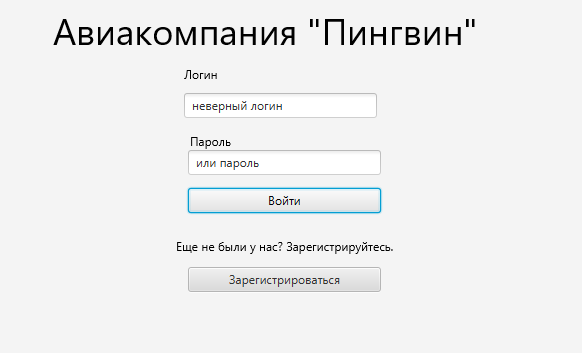 Авиакомпания "Пингвин"
Логин
неверный логин
Пароль
или пароль
Войти
Еще не были у нас? Зарегистрируйтесь.
Зарегистрироваться